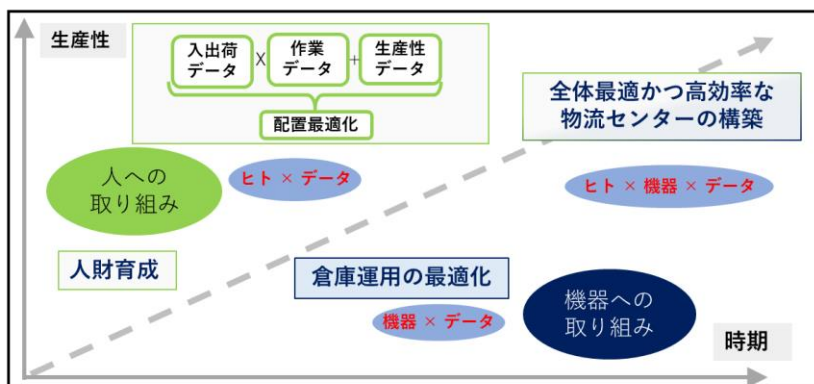 生産性
入出荷
データ
X
作業
データ
+
生産性
データ
配置最適化
全体最適かつ高効率な
物流センターの構築
人への
取り組み
ヒト × データ
ヒト × 機器 × データ
人財育成
倉庫運用の最適化
機器 × データ
機器への
取り組み
時期